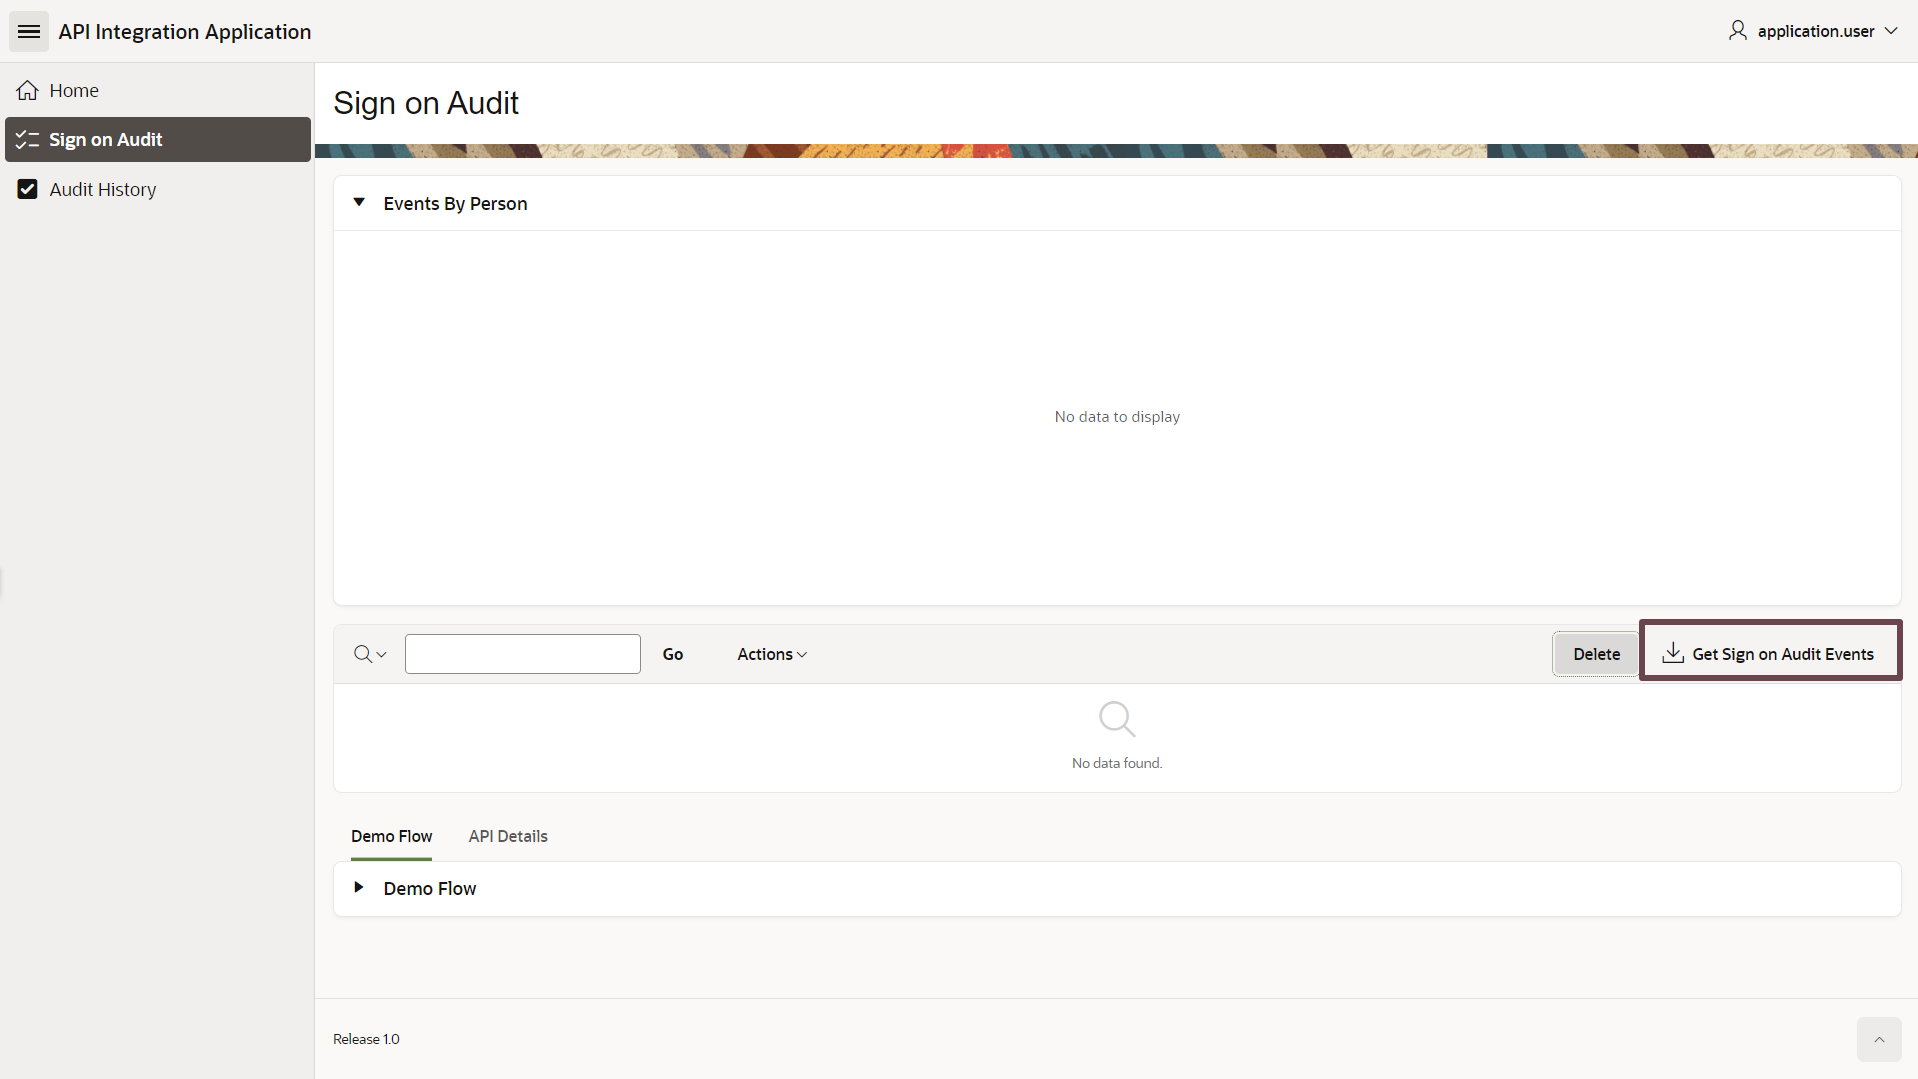 API Integration Application
application.user
Home
Sign on Audit
Audit History
Sign on Audit
Events By Person
No data to display
Go
Actions
Delete
Get Sign on Audit Events
No data found.
Demo Flow
API Details
Demo Flow
Release 1.0